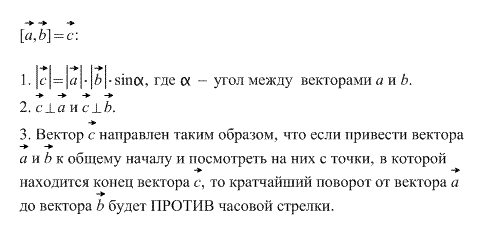 [a⃗,b⃗]=c⃗:
1. |c⃗|=|a⃗|·|b⃗|·sinα, где α – угол между векторами a и b.
2. c⃗⊥a⃗ и c⃗⊥b⃗.
3. Вектор c⃗ направлен таким образом, что если привести вектора
a⃗ и b⃗ к общему началу и посмотреть на них с точки, в которой
находится конец вектора c⃗, то кратчайший поворот от вектора a⃗
до вектора b⃗ будет ПРОТИВ часовой стрелки.